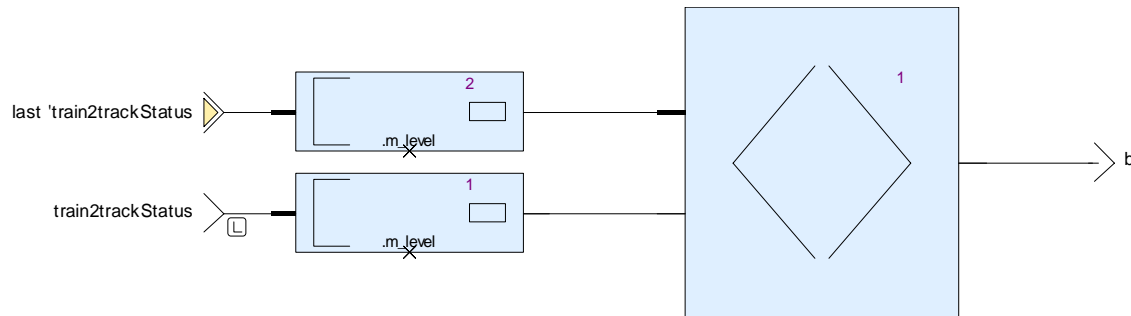 2
1
last 'train2trackStatus
.m_level
b
1
train2trackStatus
L
.m_level